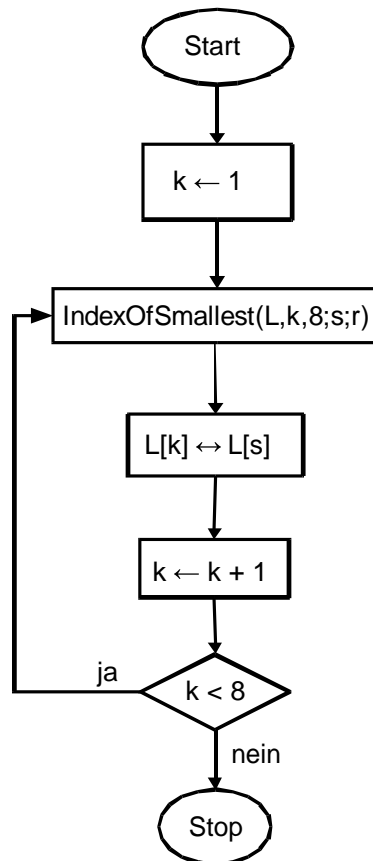 Start
k ← 1
IndexOfSmallest(L,k,8;s;r)
L[k] ↔ L[s]
k ← k + 1
ja
k < 8
nein
Stop